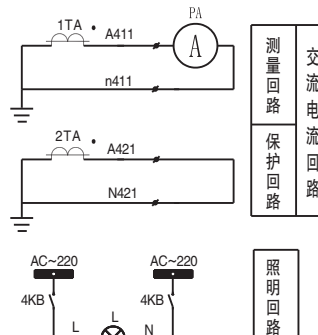 PA
1TA
A411
A
n411
测量回路
交流电流回路
2TA
A421
N421
保护回路
AC~220
AC~220
4KB
4KB
L
L
N
照明回路